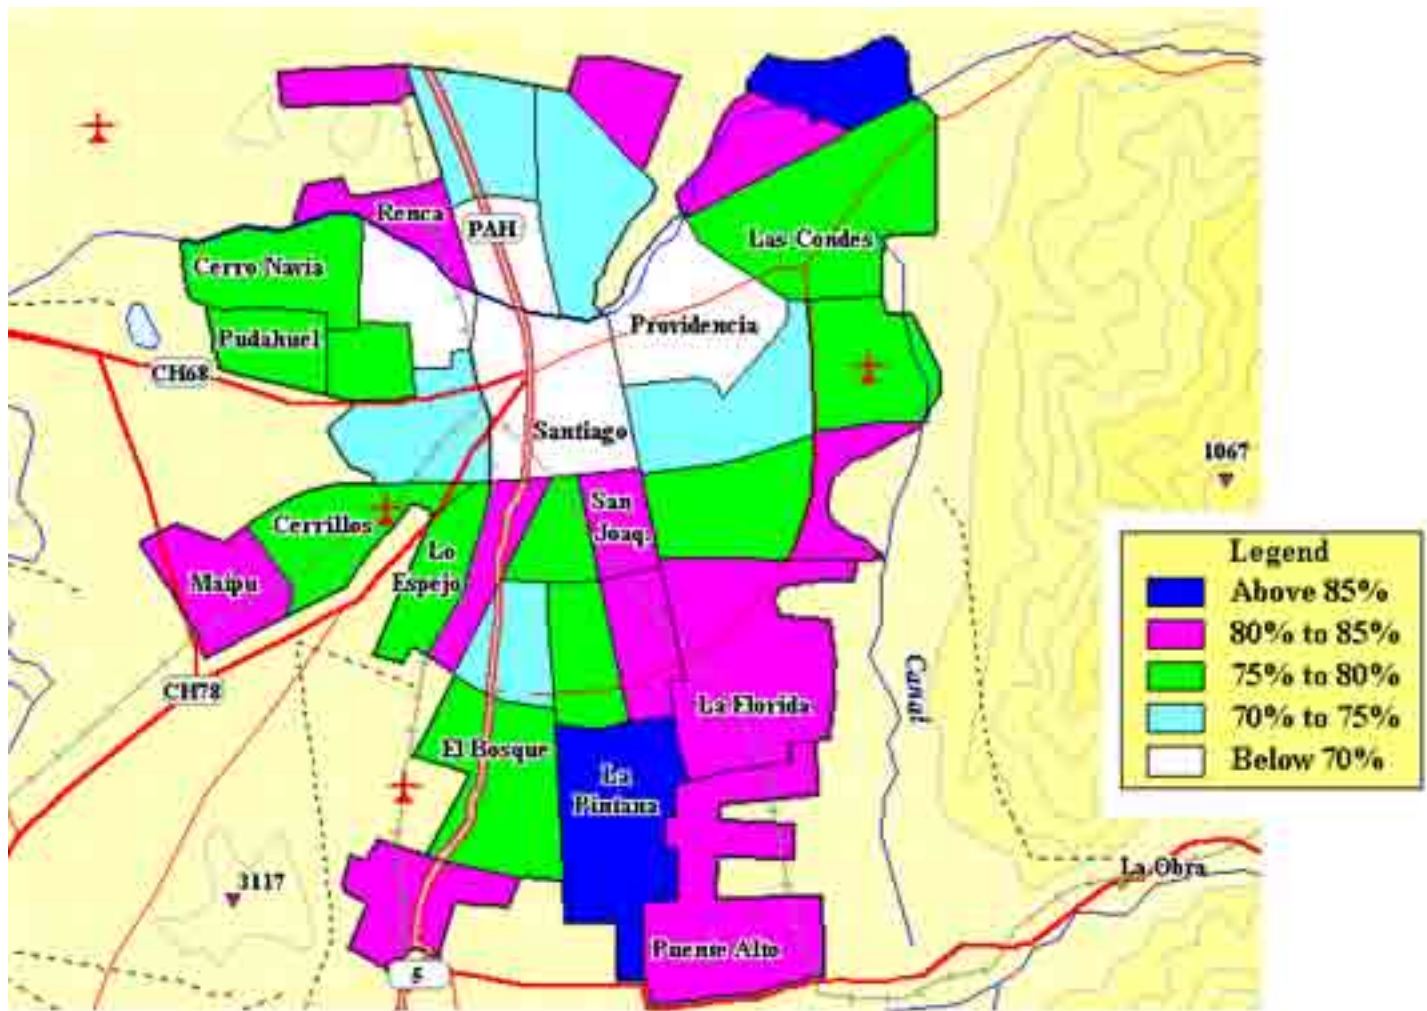 Renca
PAH
Las Condes
Cerro Navia
Providencia
Pudahuel
CH68
Santiago
1067
San
Joaq.
Cerrillos
Lo
Espejo
Maipu
Legend
Above 85%
80% to 85%
75% to 80%
70% to 75%
Below 70%
CH78
Canal
La Florida
El Bosque
La
Pintana
3117
La Obra
Puense Alto
5